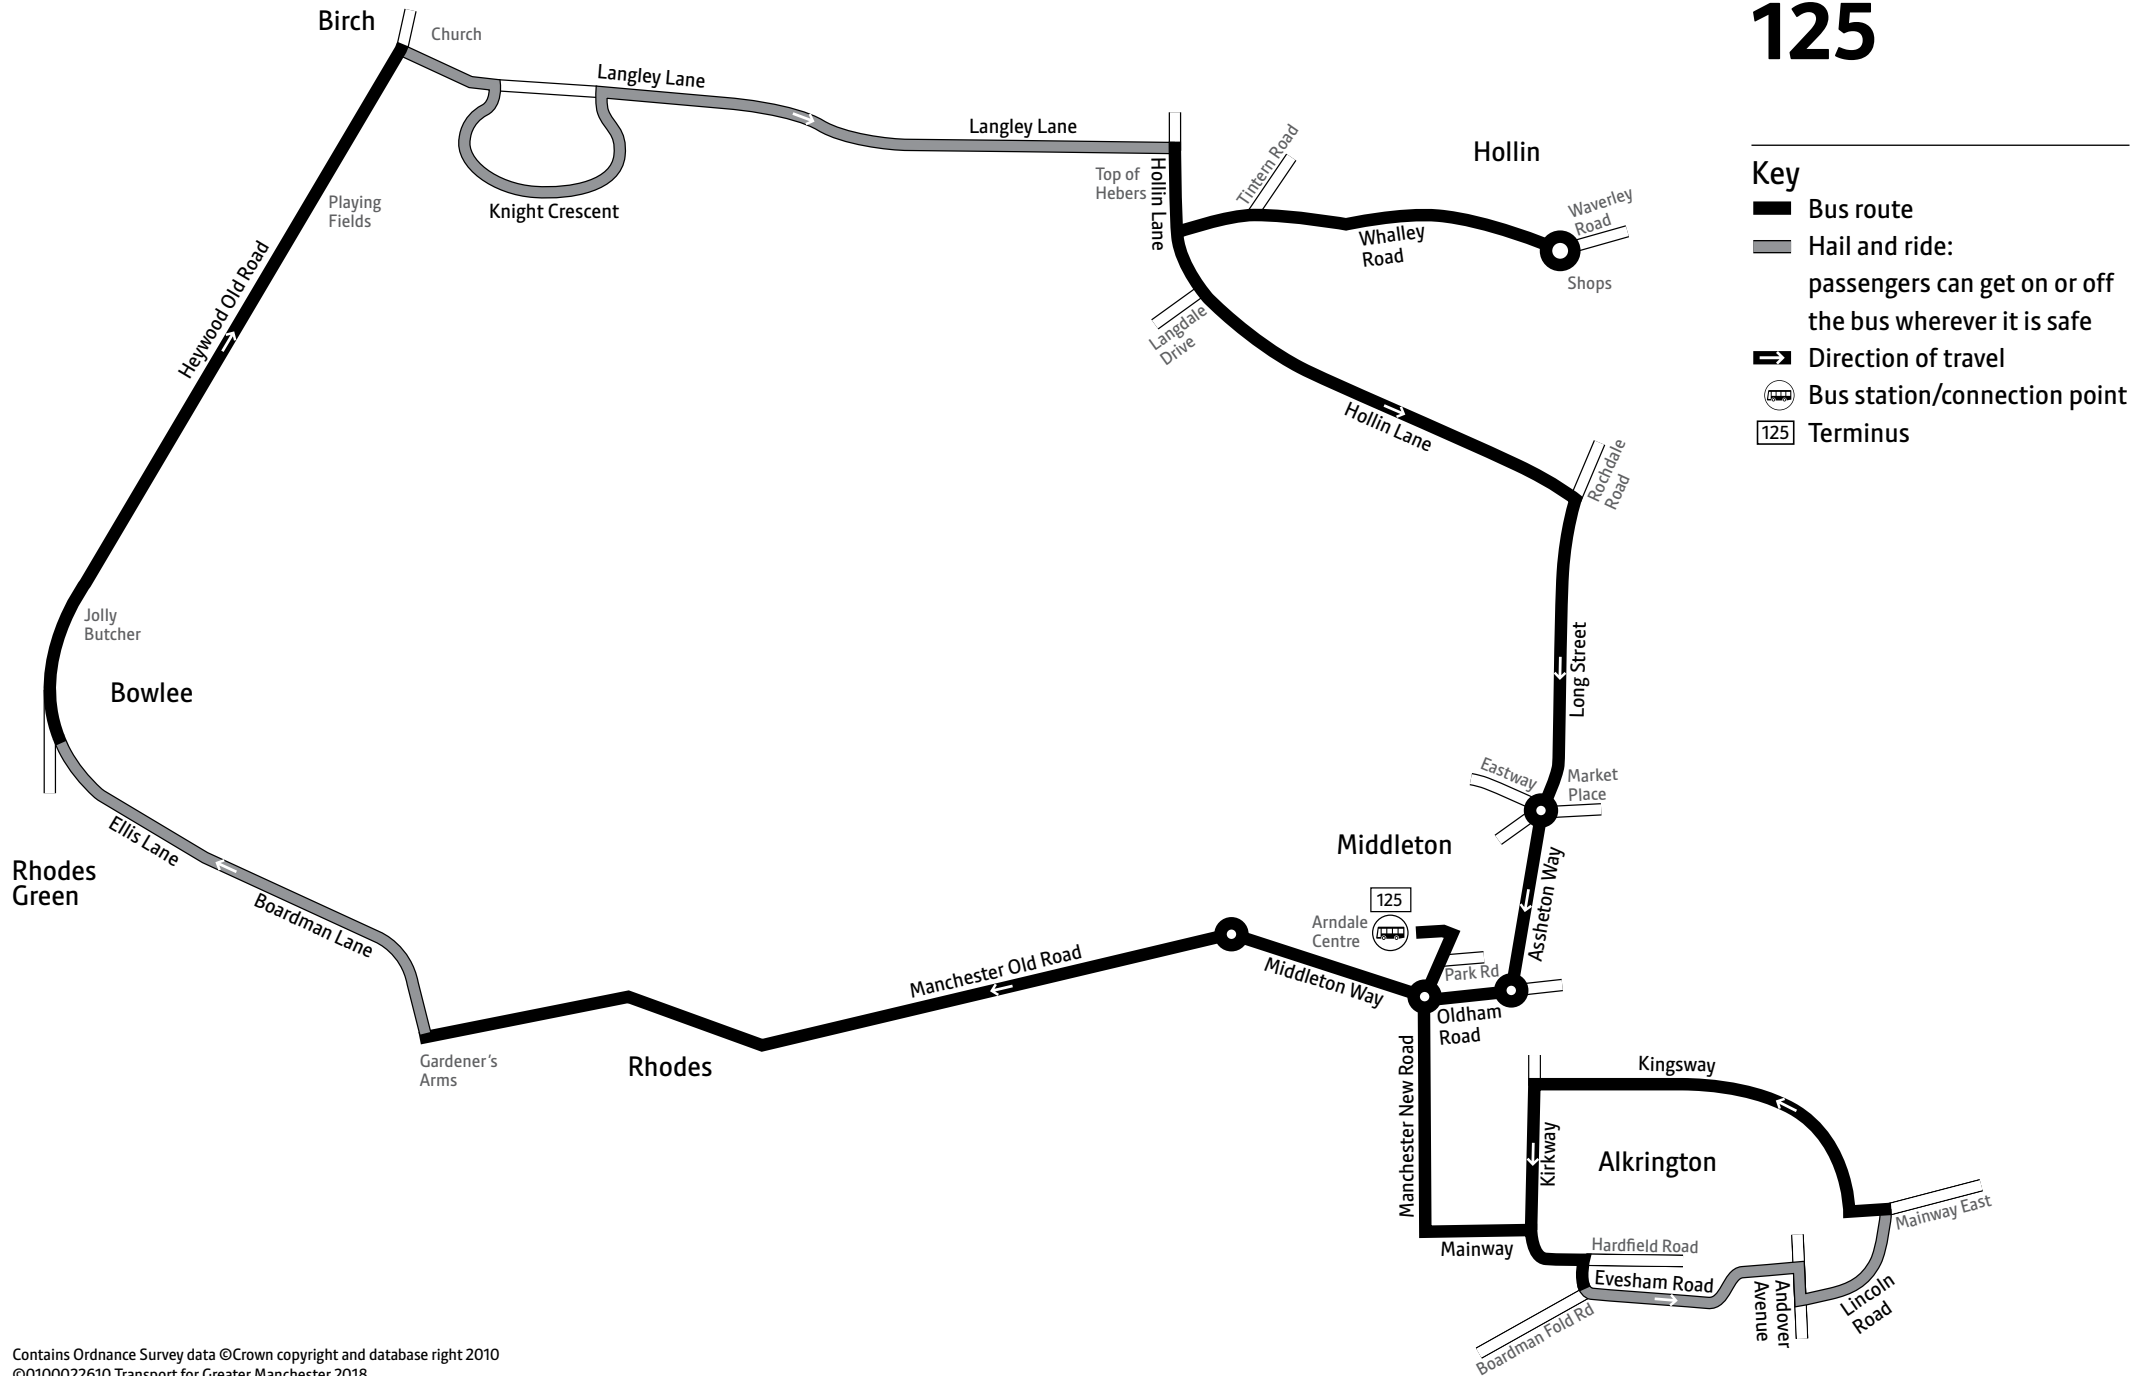 125
Key
Bus route
Hail and ride:
passengers can get on or off
the bus wherever it is safe
Direction of travel
Bus station/connection point
125
Terminus
Birch
Church
Langley Lane
Langley Lane
Knight Crescent
Playing
Fields
Heywood Old Road
Top of
Hebers
Hollin Lane
Tintern Road
Hollin
Waverley
Road
Whalley
Road
Shops
Langdale
Drive
Hollin Lane
Rochdale
Road
Jolly
Butcher
Bowlee
Long Street
Eastway
Market
Place
Ellis Lane
Rhodes
Green
Boardman Lane
Middleton
125
Arndale
Centre
Assheton Way
Manchester Old Road
Middleton Way
Park Rd
Oldham
Road
Gardener's
Arms
Rhodes
Manchester New Road
Kingsway
Kirkway
Alkrington
Mainway East
Mainway
Hardfield Road
Evesham Road
Andover
Avenue
Lincoln
Road
Boardman Fold Rd
Contains Ordnance Survey data ©Crown copyright and database right 2010
©0100022610 Transport for Greater Manchester 2018